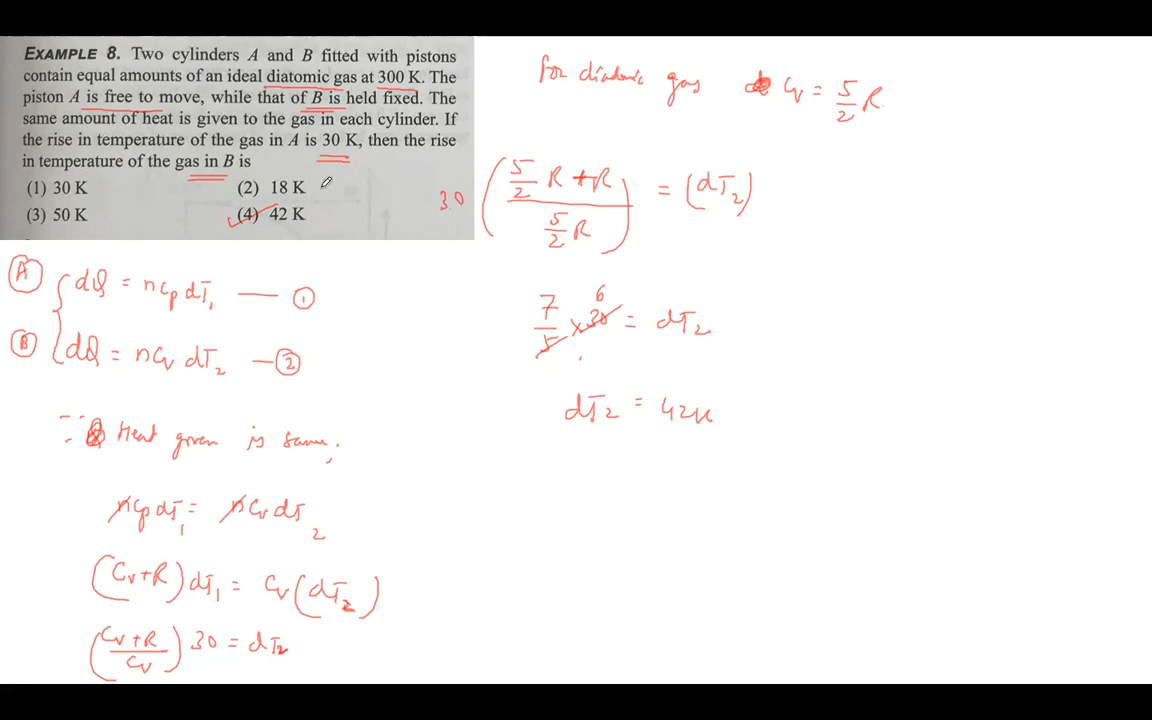 EXAMPLE 8. Two cylinders A and B fitted with pistons
contain equal amounts of an ideal diatomic gas at 300 K. The
piston A is free to move, while that of B is held fixed. The
same amount of heat is given to the gas in each cylinder. If
the rise in temperature of the gas in A is 30 K, then the rise
in temperature of the gas in B is
(1) 30 K (2) 18 K
(3) 50 K (4) 42 K
A dQ = nCp dT₁ — ①
B dQ = nCv dT₂ — ②
∵ Heat given is same,
nCp dT₁ = nCv dT₂
(Cv+R) dT₁ = Cv (dT₂)
((Cv+R)/Cv) 30 = dT₂
for diatomic gas Cv = 5/2 R
30 ((5/2 R + R)/(5/2 R)) = (dT₂)
7/5 × 30 6 = dT₂
dT₂ = 42K